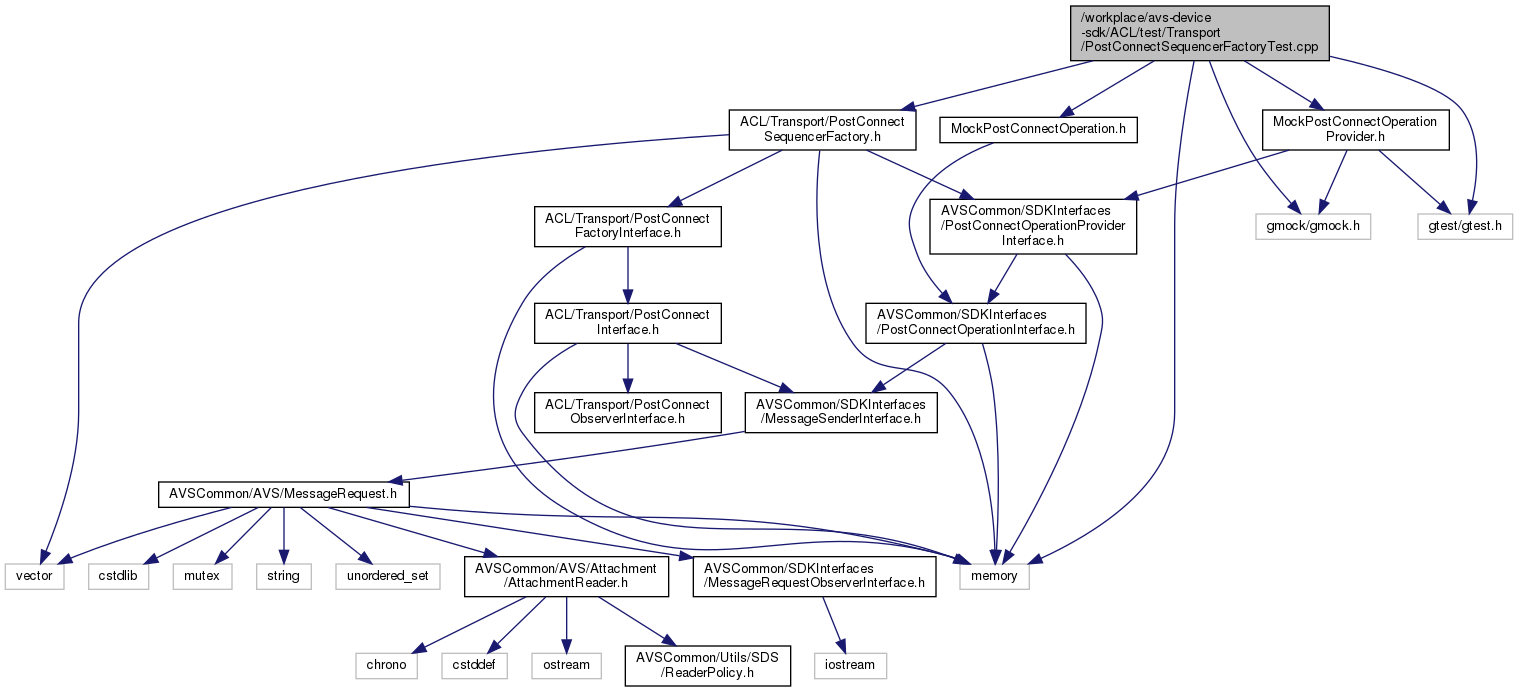 /workplace/avs-device
-sdk/ACL/test/Transport
/PostConnectSequencerFactoryTest.cpp
ACL/Transport/PostConnect
SequencerFactory.h
MockPostConnectOperation.h
MockPostConnectOperation
Provider.h
ACL/Transport/PostConnect
FactoryInterface.h
AVSCommon/SDKInterfaces
/PostConnectOperationProvider
Interface.h
gmock/gmock.h
gtest/gtest.h
ACL/Transport/PostConnect
Interface.h
AVSCommon/SDKInterfaces
/PostConnectOperationInterface.h
ACL/Transport/PostConnect
ObserverInterface.h
AVSCommon/SDKInterfaces
/MessageSenderInterface.h
AVSCommon/AVS/MessageRequest.h
vector
cstdlib
mutex
string
unordered_set
AVSCommon/AVS/Attachment
/AttachmentReader.h
AVSCommon/SDKInterfaces
/MessageRequestObserverInterface.h
memory
chrono
cstddef
ostream
AVSCommon/Utils/SDS
/ReaderPolicy.h
iostream